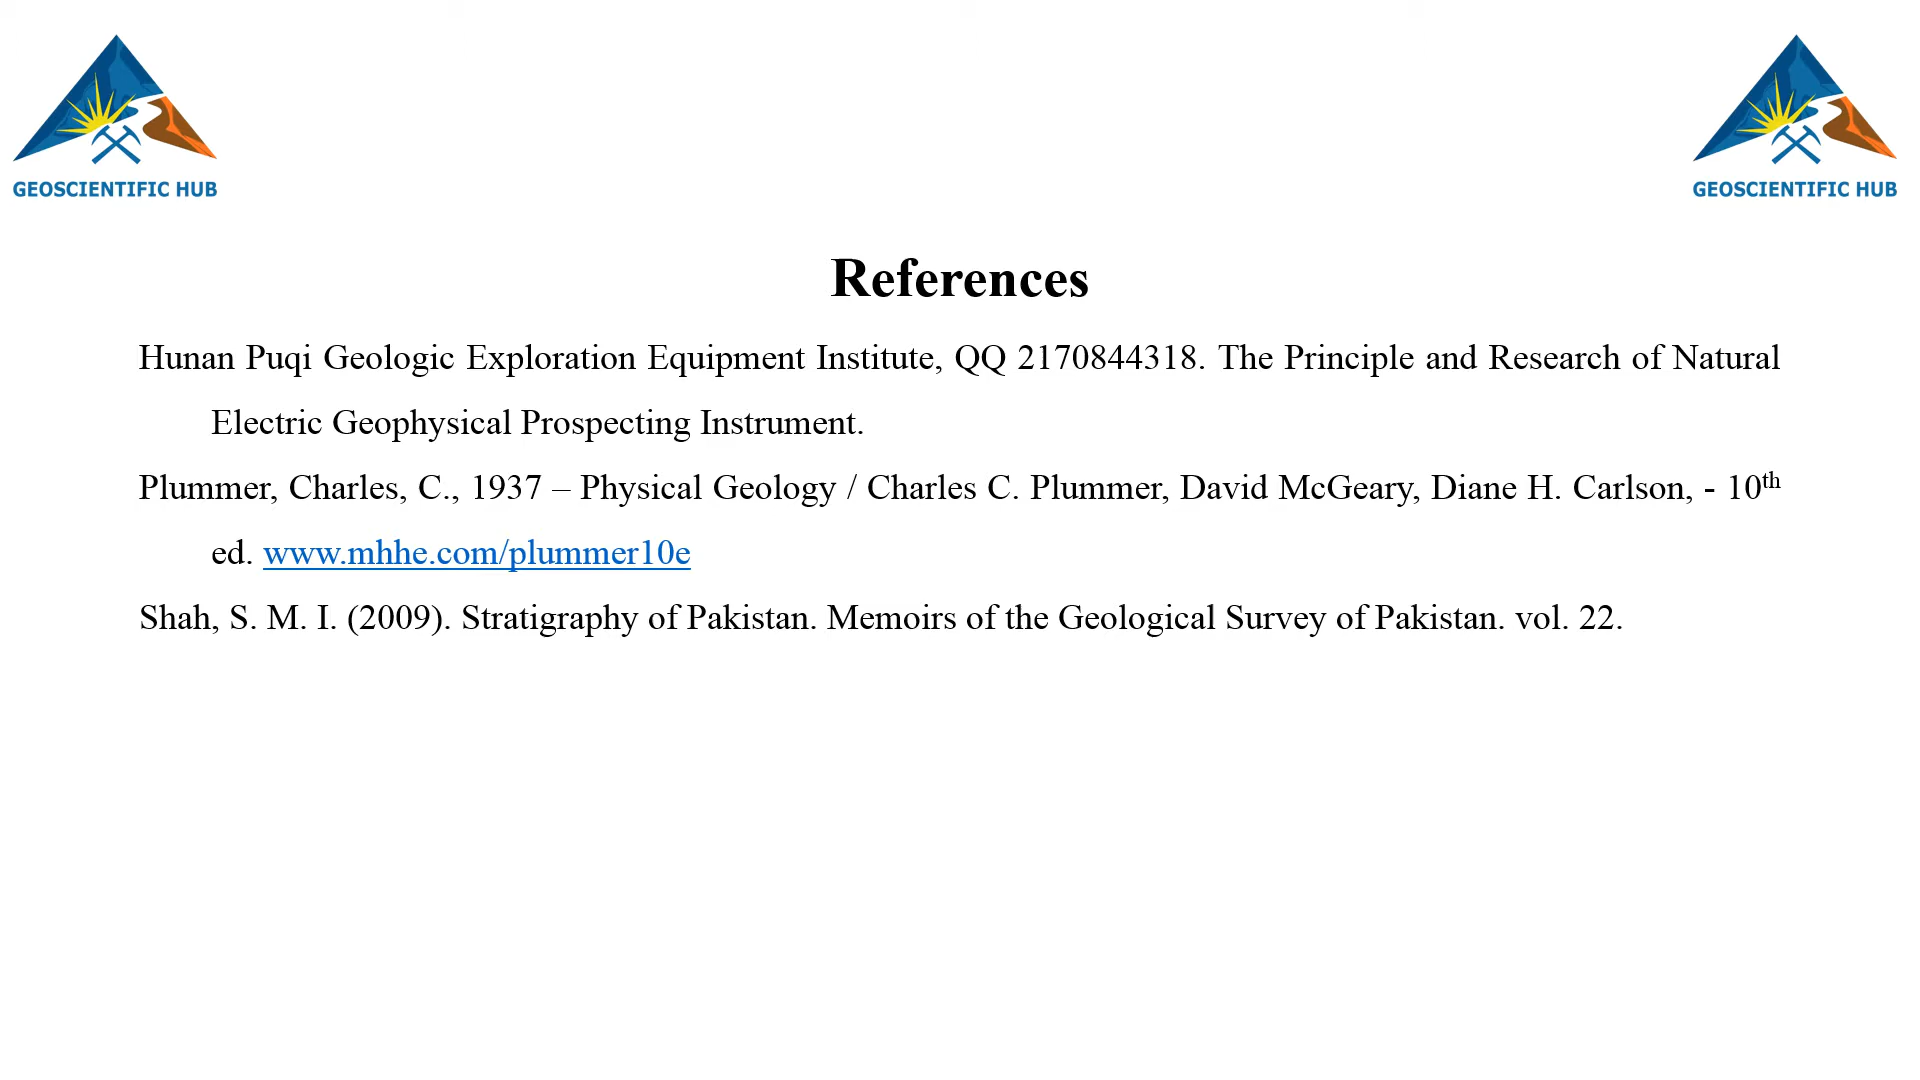 GEOSCIENTIFIC HUB
GEOSCIENTIFIC HUB
References
Hunan Puqi Geologic Exploration Equipment Institute, QQ 2170844318. The Principle and Research of Natural
Electric Geophysical Prospecting Instrument.
Plummer, Charles, C., 1937 – Physical Geology / Charles C. Plummer, David McGeary, Diane H. Carlson, - 10th
ed. www.mhhe.com/plummer10e
Shah, S. M. I. (2009). Stratigraphy of Pakistan. Memoirs of the Geological Survey of Pakistan. vol. 22.